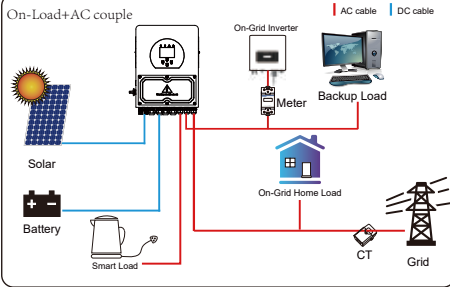 On-Load+AC couple
AC cable
DC cable
On-Grid Inverter
Meter
Backup Load
Solar
On-Grid Home Load
Battery
CT
Grid
Smart Load